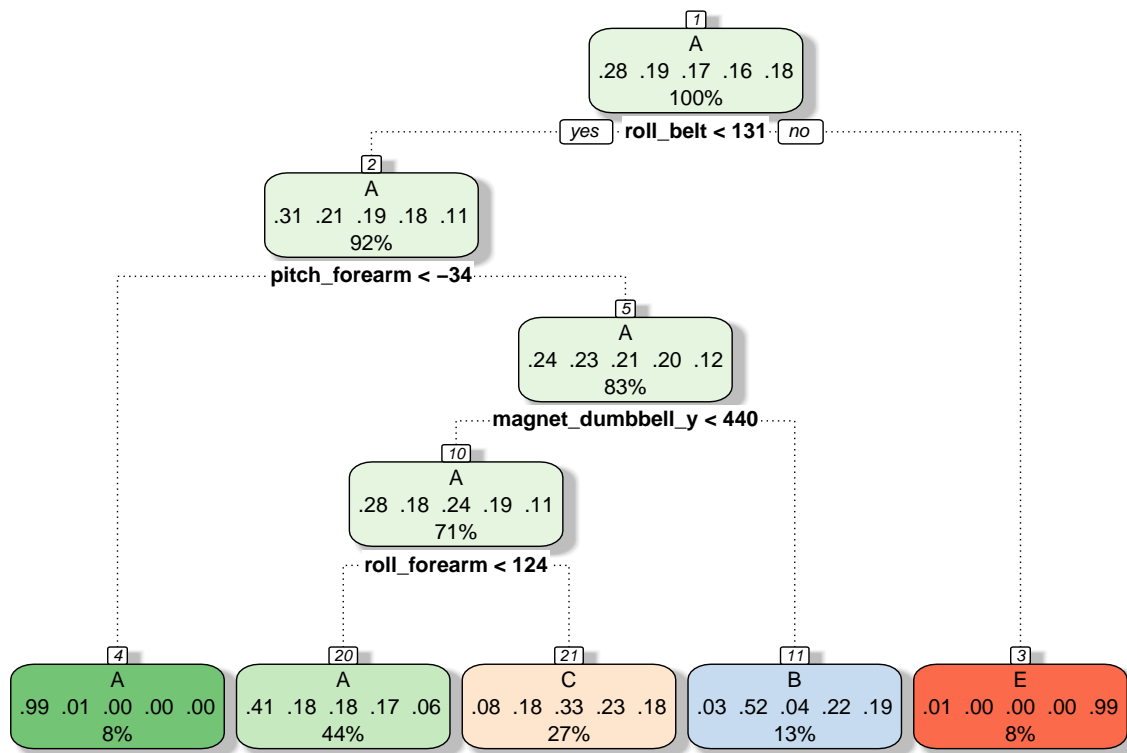 1
A
.28 .19 .17 .16 .18
100%
yes roll_belt < 131 no
2
A
.31 .21 .19 .18 .11
92%
pitch_forearm < −34
5
A
.24 .23 .21 .20 .12
83%
magnet_dumbbell_y < 440
10
A
.28 .18 .24 .19 .11
71%
roll_forearm < 124
4
A
.99 .01 .00 .00 .00
8%
20
A
.41 .18 .18 .17 .06
44%
21
C
.08 .18 .33 .23 .18
27%
11
B
.03 .52 .04 .22 .19
13%
3
E
.01 .00 .00 .00 .99
8%